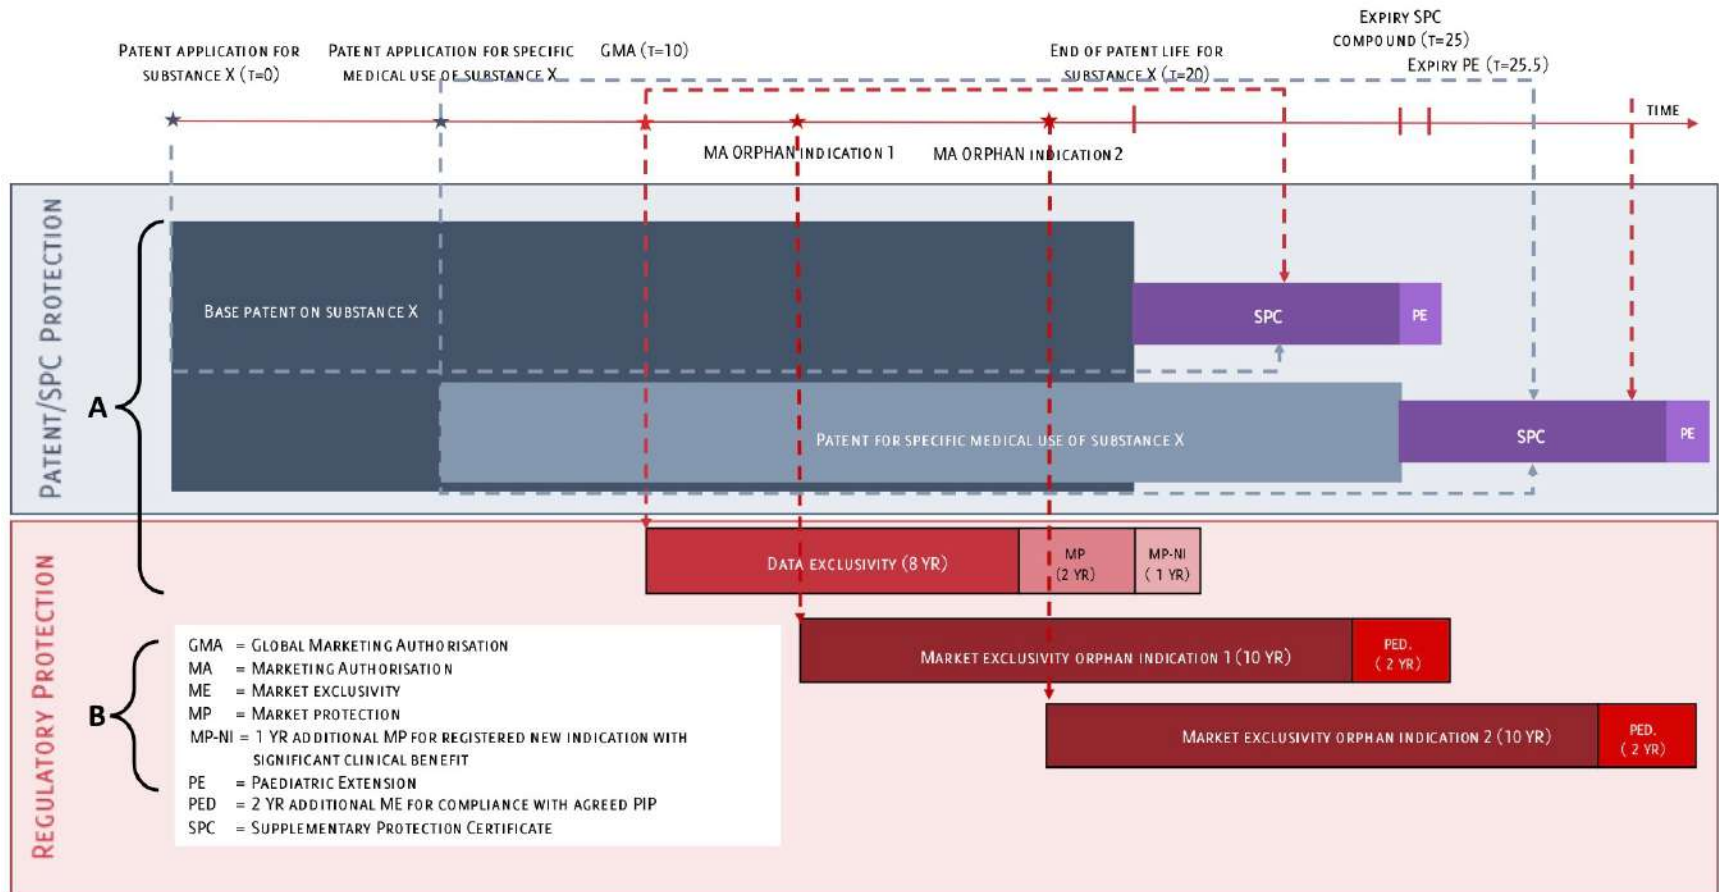 Patent application for
substance X (t=0)
Patent application for specific
medical use of substance X
GMA (t=10)
End of patent life for
substance X (t=20)
Expiry SPC
compound (t=25)
Expiry PE (t=25.5)
Time
MA orphan indication 1
MA orphan indication 2
Patent/SPC Protection
A
Base patent on substance X
SPC
PE
Patent for specific medical use of substance X
SPC
PE
Regulatory Protection
Data exclusivity (8 yr)
MP
(2 yr)
MP-NI
( 1 yr)
Market exclusivity orphan indication 1 (10 yr)
PED.
( 2 yr)
Market exclusivity orphan indication 2 (10 yr)
PED.
( 2 yr)
B
GMA = Global Marketing Authorisation
MA = Marketing Authorisation
ME = Market exclusivity
MP = Market protection
MP-NI = 1 yr additional MP for registered new indication with
significant clinical benefit
PE = Paediatric Extension
PED = 2 yr additional ME for compliance with agreed PIP
SPC = Supplementary Protection Certificate